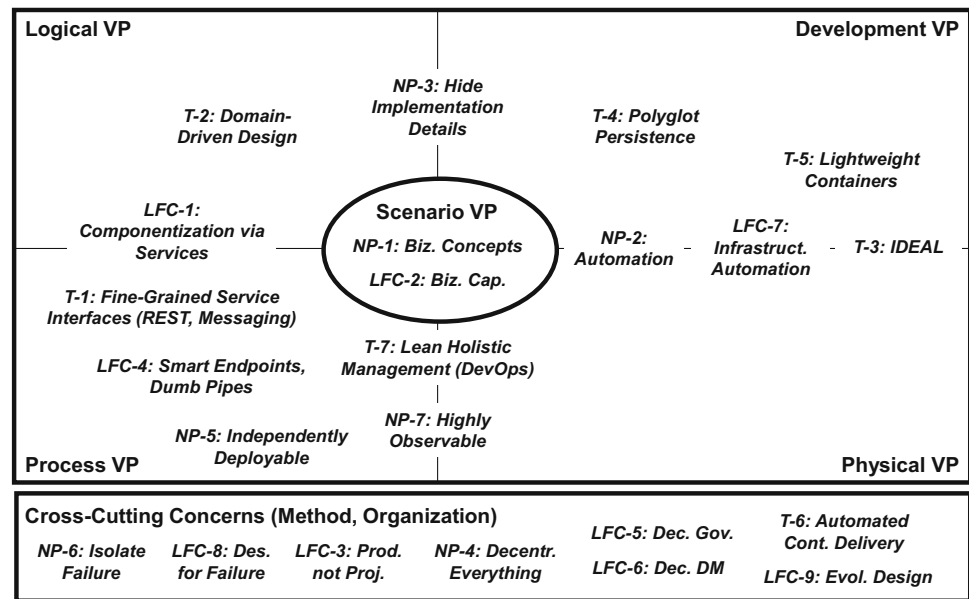 Logical VP
Development VP
NP-3: Hide
Implementation
Details
T-2: Domain-
Driven Design
T-4: Polyglot
Persistence
T-5: Lightweight
Containers
LFC-1:
Componentization via
Services
Scenario VP
NP-1: Biz. Concepts
LFC-2: Biz. Cap.
NP-2:
Automation
LFC-7:
Infrastruct.
Automation
T-3: IDEAL
T-1: Fine-Grained Service
Interfaces (REST, Messaging)
T-7: Lean Holistic
Management (DevOps)
LFC-4: Smart Endpoints,
Dumb Pipes
NP-7: Highly
Observable
NP-5: Independently
Deployable
Process VP
Physical VP
Cross-Cutting Concerns (Method, Organization)
NP-6: Isolate
Failure
LFC-8: Des.
for Failure
LFC-3: Prod.
not Proj.
NP-4: Decentr.
Everything
LFC-5: Dec. Gov.
LFC-6: Dec. DM
T-6: Automated
Cont. Delivery
LFC-9: Evol. Design